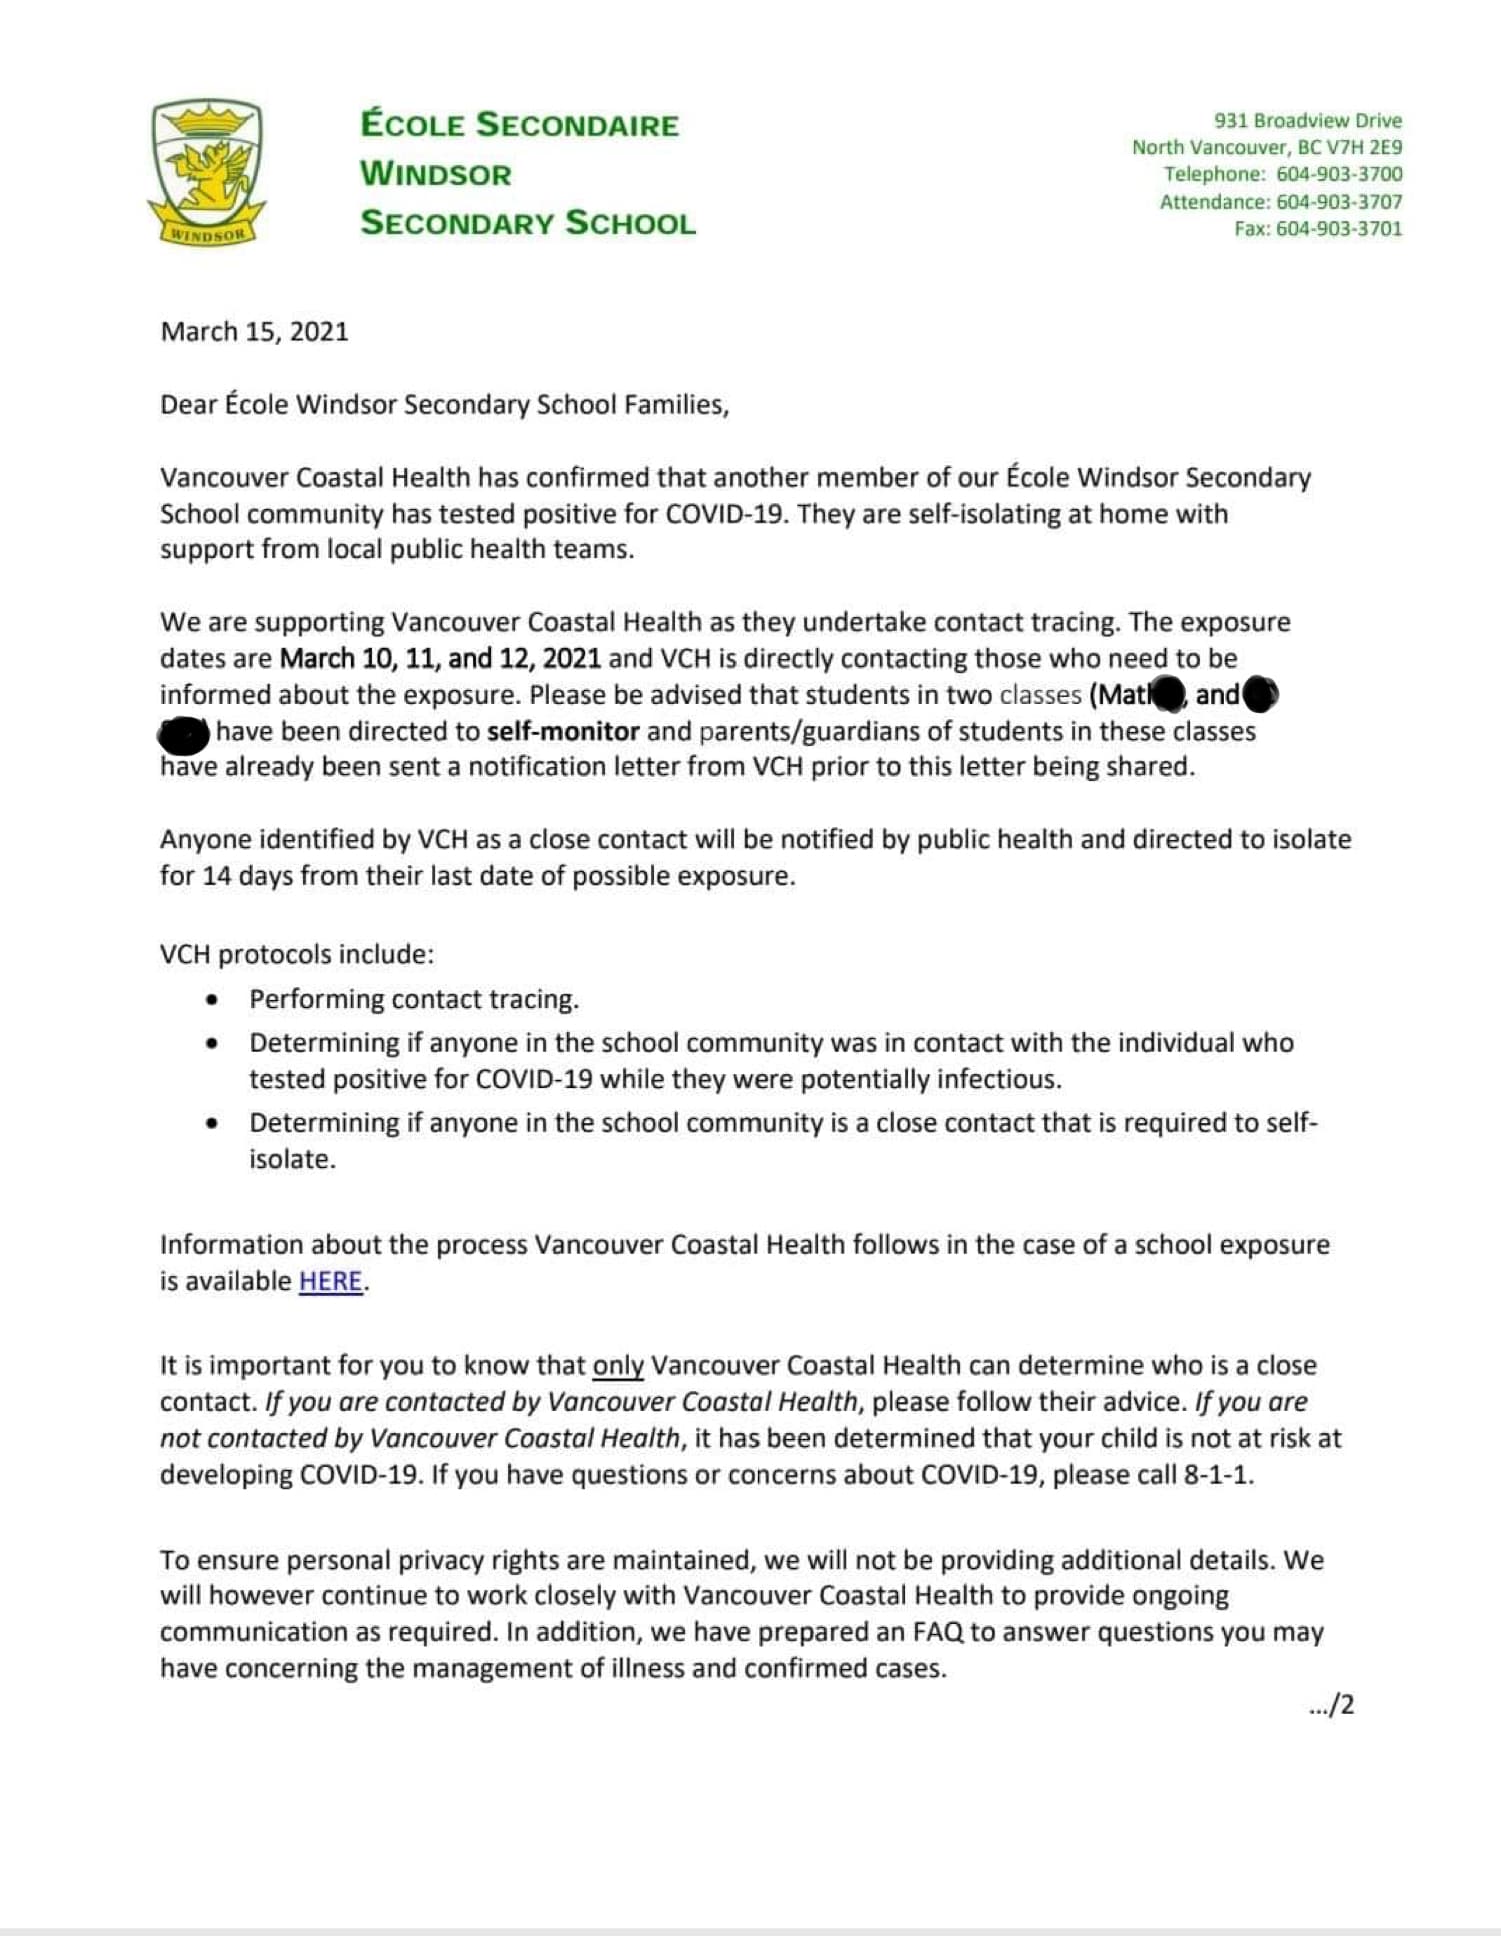 WINDSOR
ÉCOLE SECONDAIRE
WINDSOR
SECONDARY SCHOOL
931 Broadview Drive
North Vancouver, BC V7H 2E9
Telephone: 604-903-3700
Attendance: 604-903-3707
Fax: 604-903-3701
March 15, 2021
Dear École Windsor Secondary School Families,
Vancouver Coastal Health has confirmed that another member of our École Windsor Secondary
School community has tested positive for COVID-19. They are self-isolating at home with
support from local public health teams.
We are supporting Vancouver Coastal Health as they undertake contact tracing. The exposure
dates are March 10, 11, and 12, 2021 and VCH is directly contacting those who need to be
informed about the exposure. Please be advised that students in two classes (Math , and
have been directed to self-monitor and parents/guardians of students in these classes
have already been sent a notification letter from VCH prior to this letter being shared.
Anyone identified by VCH as a close contact will be notified by public health and directed to isolate
for 14 days from their last date of possible exposure.
VCH protocols include:
• Performing contact tracing.
• Determining if anyone in the school community was in contact with the individual who
tested positive for COVID-19 while they were potentially infectious.
• Determining if anyone in the school community is a close contact that is required to self-
isolate.
Information about the process Vancouver Coastal Health follows in the case of a school exposure
is available HERE.
It is important for you to know that only Vancouver Coastal Health can determine who is a close
contact. If you are contacted by Vancouver Coastal Health, please follow their advice. If you are
not contacted by Vancouver Coastal Health, it has been determined that your child is not at risk at
developing COVID-19. If you have questions or concerns about COVID-19, please call 8-1-1.
To ensure personal privacy rights are maintained, we will not be providing additional details. We
will however continue to work closely with Vancouver Coastal Health to provide ongoing
communication as required. In addition, we have prepared an FAQ to answer questions you may
have concerning the management of illness and confirmed cases.
.../2